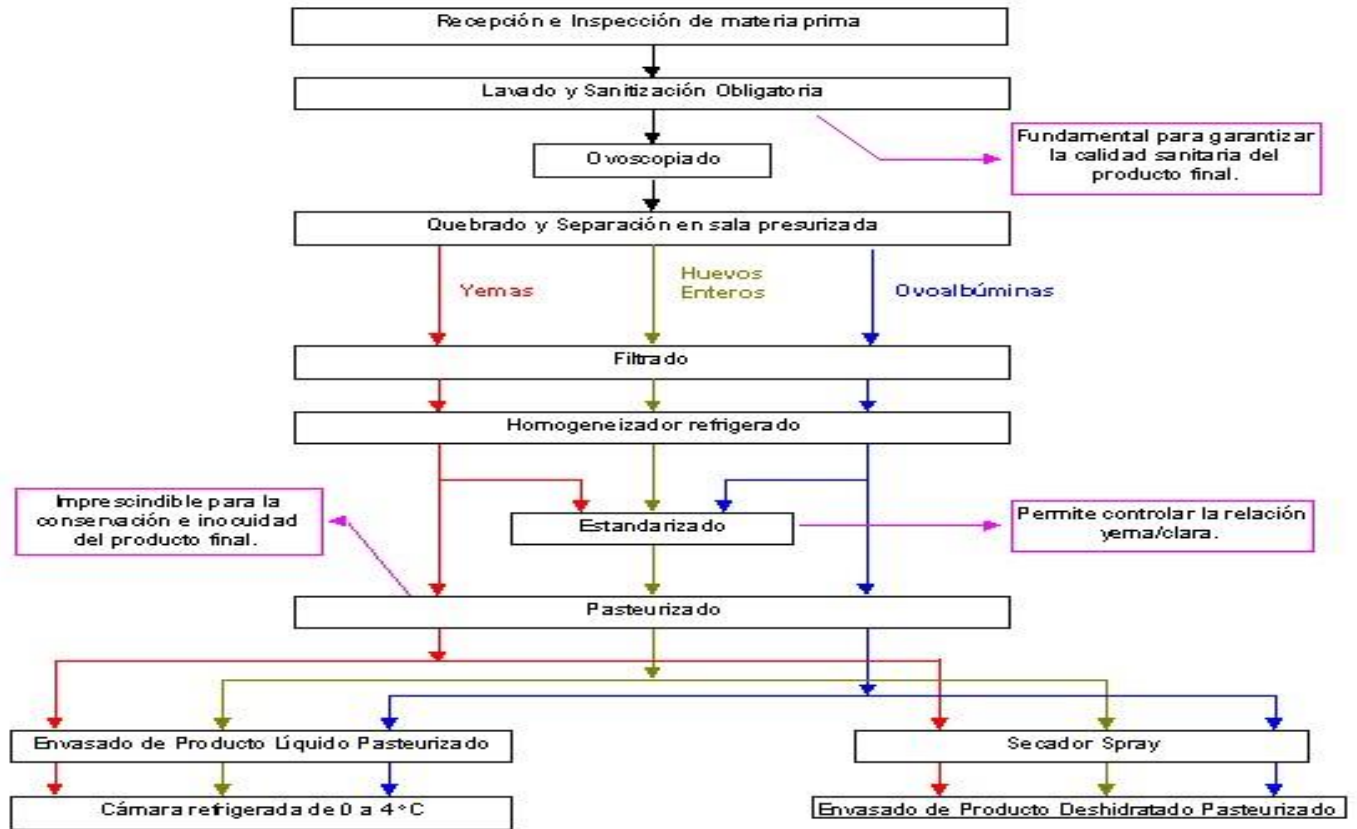 Recepción e Inspección de materia prima
Lavado y Sanitización Obligatoria
Fundamental para garantizar
la calidad sanitaria del
producto final.
Ovoscopiado
Quebrado y Separación en sala presurizada
Yemas
Huevos
Enteros
Ovoalbúminas
Filtrado
Homogeneizador refrigerado
Imprescindible para la
conservación e inocuidad
del producto final.
Estandarizado
Permite controlar la relación
yema/clara.
Pasteurizado
Envasado de Producto Líquido Pasteurizado
Secador Spray
Cámara refrigerada de 0 a 4°C
Envasado de Producto Deshidratado Pasteurizado